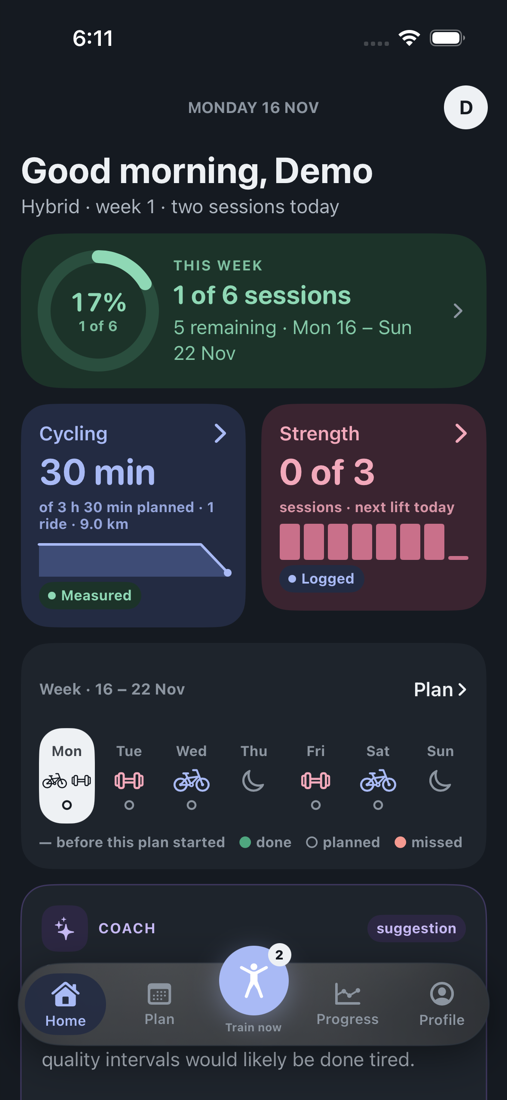 6:11
MONDAY 16 NOV
D
Good morning, Demo
Hybrid · week 1 · two sessions today
THIS WEEK
17%
1 of 6
1 of 6 sessions
5 remaining · Mon 16 – Sun
22 Nov
Cycling
30 min
of 3 h 30 min planned · 1
ride · 9.0 km
Measured
Strength
0 of 3
sessions · next lift today
Logged
Week · 16 – 22 Nov
Plan
Mon Tue Wed Thu Fri Sat Sun
— before this plan started done planned missed
COACH
suggestion
2
Home Plan Train now Progress Profile
quality intervals would likely be done tired.